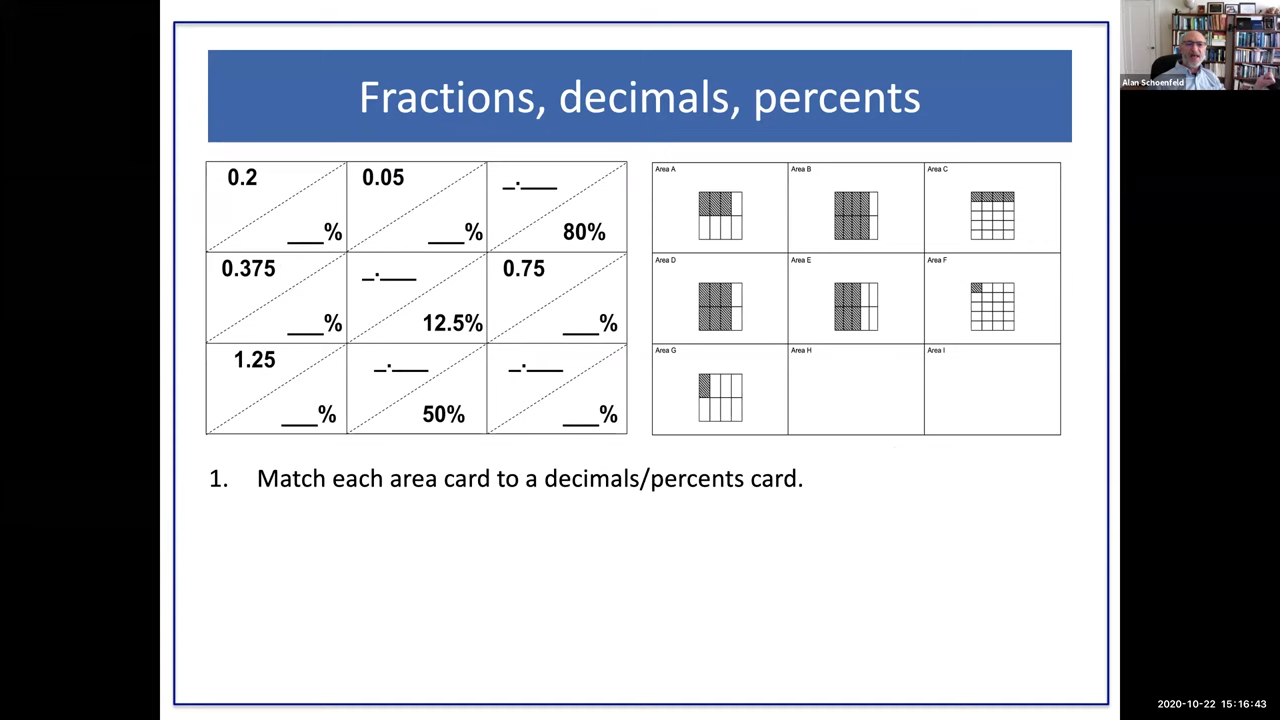 Fractions, decimals, percents
0.2
___%
0.05
___%
_.___
80%
0.375
___%
_.___
12.5%
0.75
___%
1.25
___%
_.___
50%
_.___
___%
Area A
Area B
Area C
Area D
Area E
Area F
Area G
Area H
Area I
1. Match each area card to a decimals/percents card.
Alan Schoenfeld
2020-10-22 15:16:43